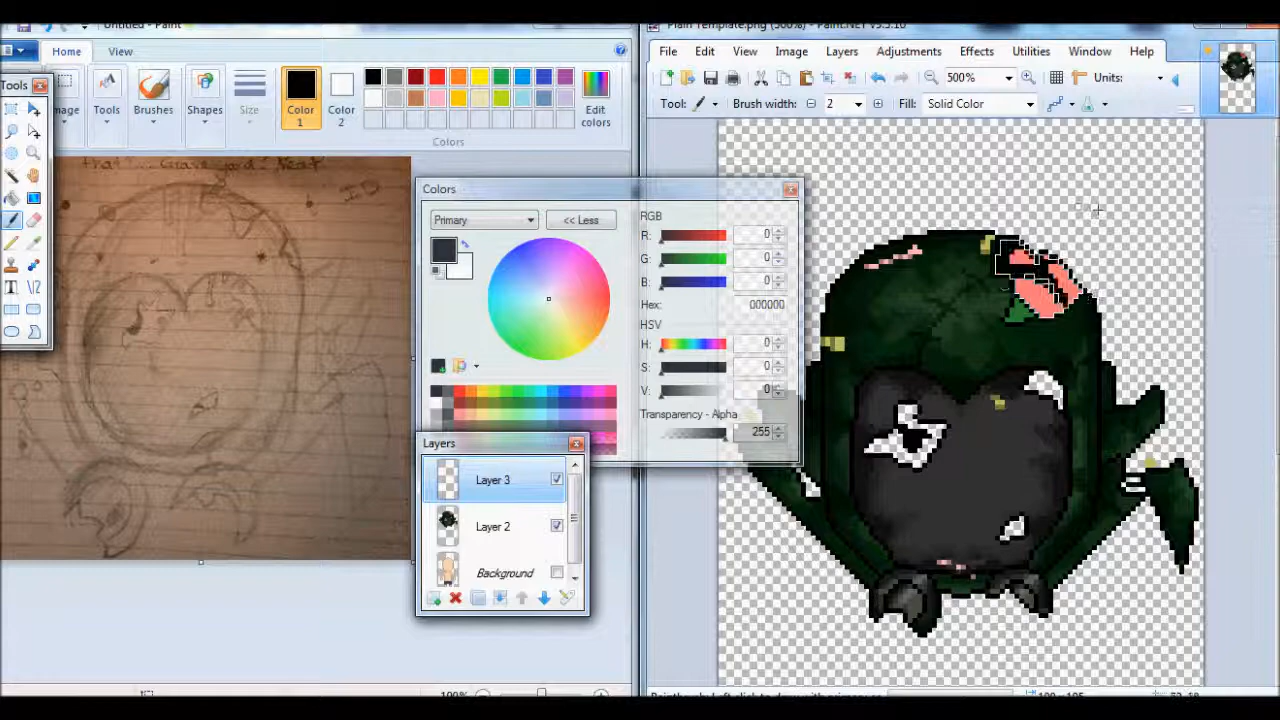 Untitled - Paint
Home
View
Tools
Image
Tools
Brushes
Shapes
Size
Color 1
Color 2
Edit colors
Colors
Colors
Primary
<< Less
RGB
R: 0
G: 0
B: 0
Hex: 000000
HSV
H: 0
S: 0
V: 0
Transparency - Alpha
255
Layers
Layer 3
Layer 2
Background
100%
Plain Template.png (500%) - Paint.NET v3.5.10
File Edit View Image Layers Adjustments Effects Utilities Window Help
500%
Units:
Tool:
Brush width: 2
Fill: Solid Color